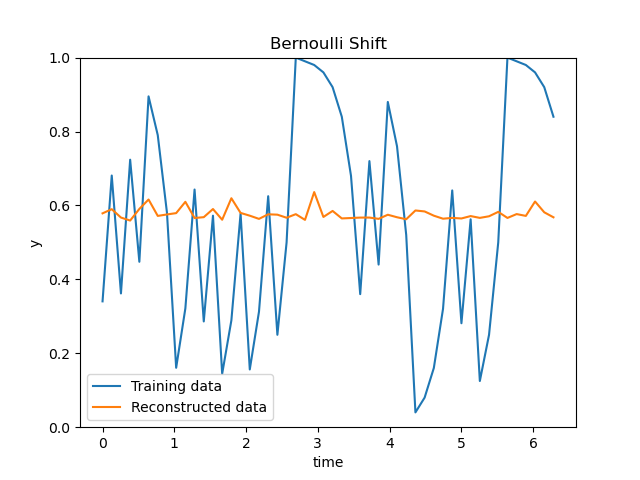 Bernoulli Shift
1.0
0.8
0.6
0.4
0.2
0.0
y
Training data
Reconstructed data
0 1 2 3 4 5 6
time